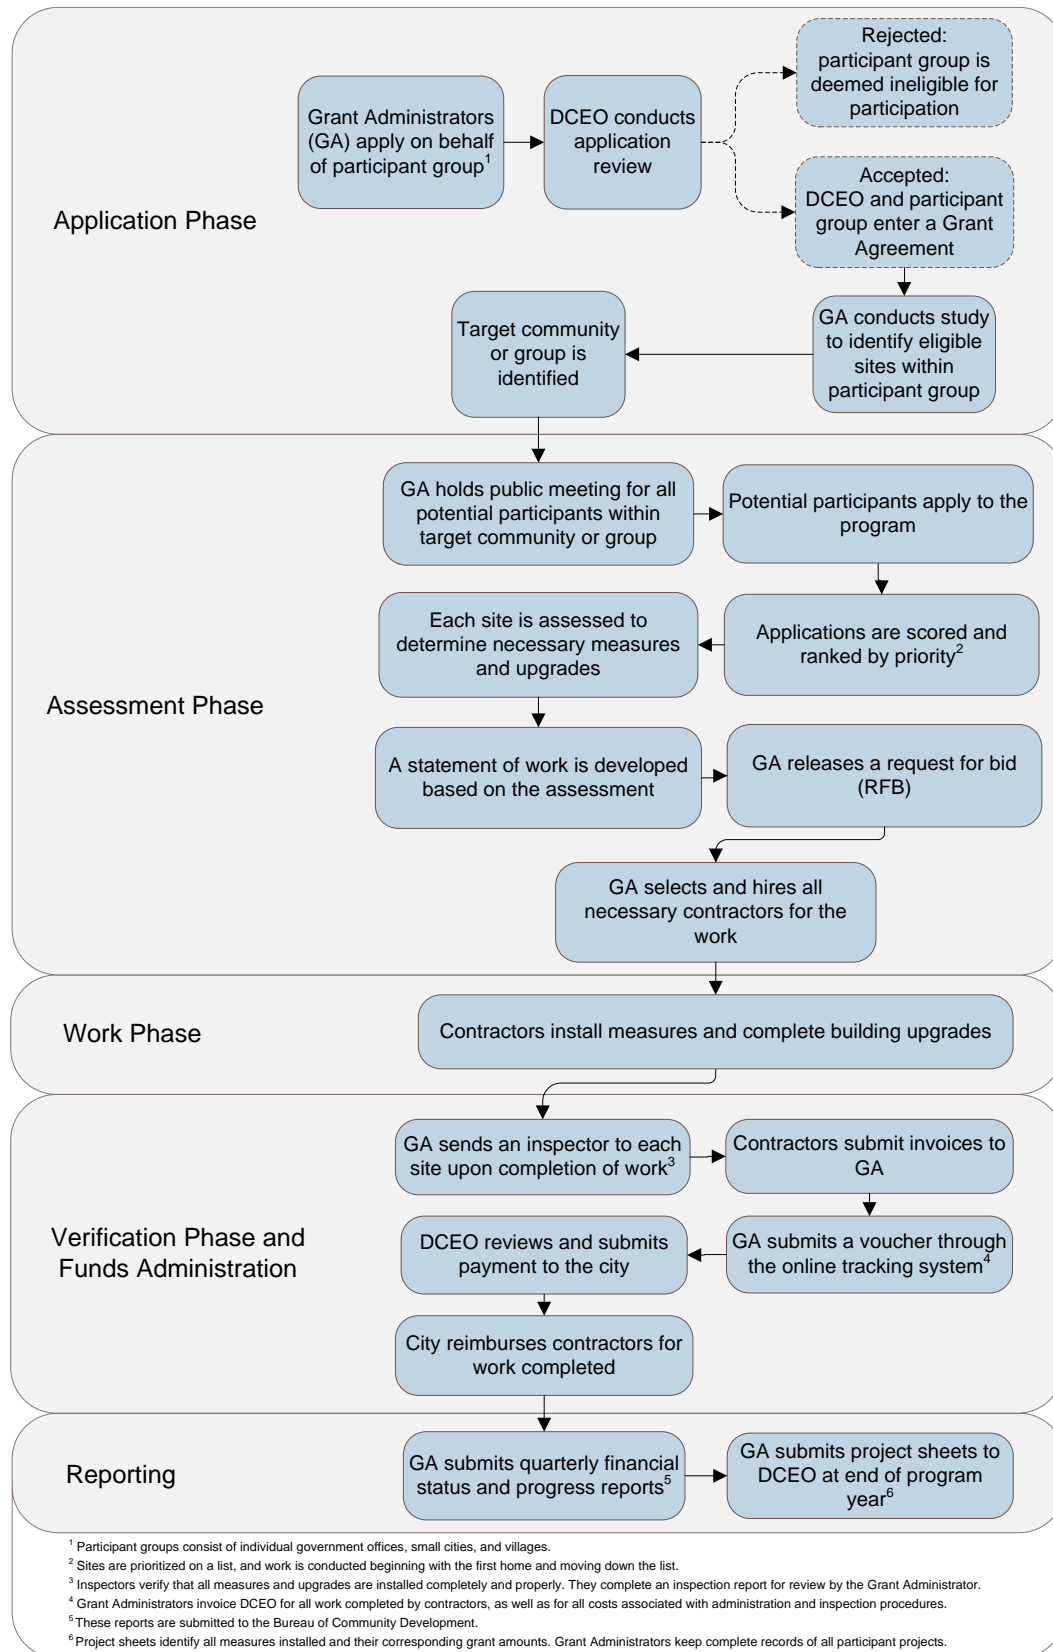 Application Phase
Grant Administrators
(GA) apply on behalf
of participant group1
DCEO conducts
application
review
Rejected:
participant group is
deemed ineligible for
participation
Accepted:
DCEO and participant
group enter a Grant
Agreement
GA conducts study
to identify eligible
sites within
participant group
Target community
or group is
identified
Assessment Phase
GA holds public meeting for all
potential participants within
target community or group
Potential participants apply to the
program
Applications are scored and
ranked by priority2
Each site is assessed to
determine necessary measures
and upgrades
A statement of work is developed
based on the assessment
GA releases a request for bid
(RFB)
GA selects and hires all
necessary contractors for the
work
Work Phase
Contractors install measures and complete building upgrades
Verification Phase and
Funds Administration
GA sends an inspector to each
site upon completion of work3
Contractors submit invoices to
GA
GA submits a voucher through
the online tracking system4
DCEO reviews and submits
payment to the city
City reimburses contractors for
work completed
Reporting
GA submits quarterly financial
status and progress reports5
GA submits project sheets to
DCEO at end of program
year6
1 Participant groups consist of individual government offices, small cities, and villages.
2 Sites are prioritized on a list, and work is conducted beginning with the first home and moving down the list.
3 Inspectors verify that all measures and upgrades are installed completely and properly. They complete an inspection report for review by the Grant Administrator.
4 Grant Administrators invoice DCEO for all work completed by contractors, as well as for all costs associated with administration and inspection procedures.
5 These reports are submitted to the Bureau of Community Development.
6 Project sheets identify all measures installed and their corresponding grant amounts. Grant Administrators keep complete records of all participant projects.